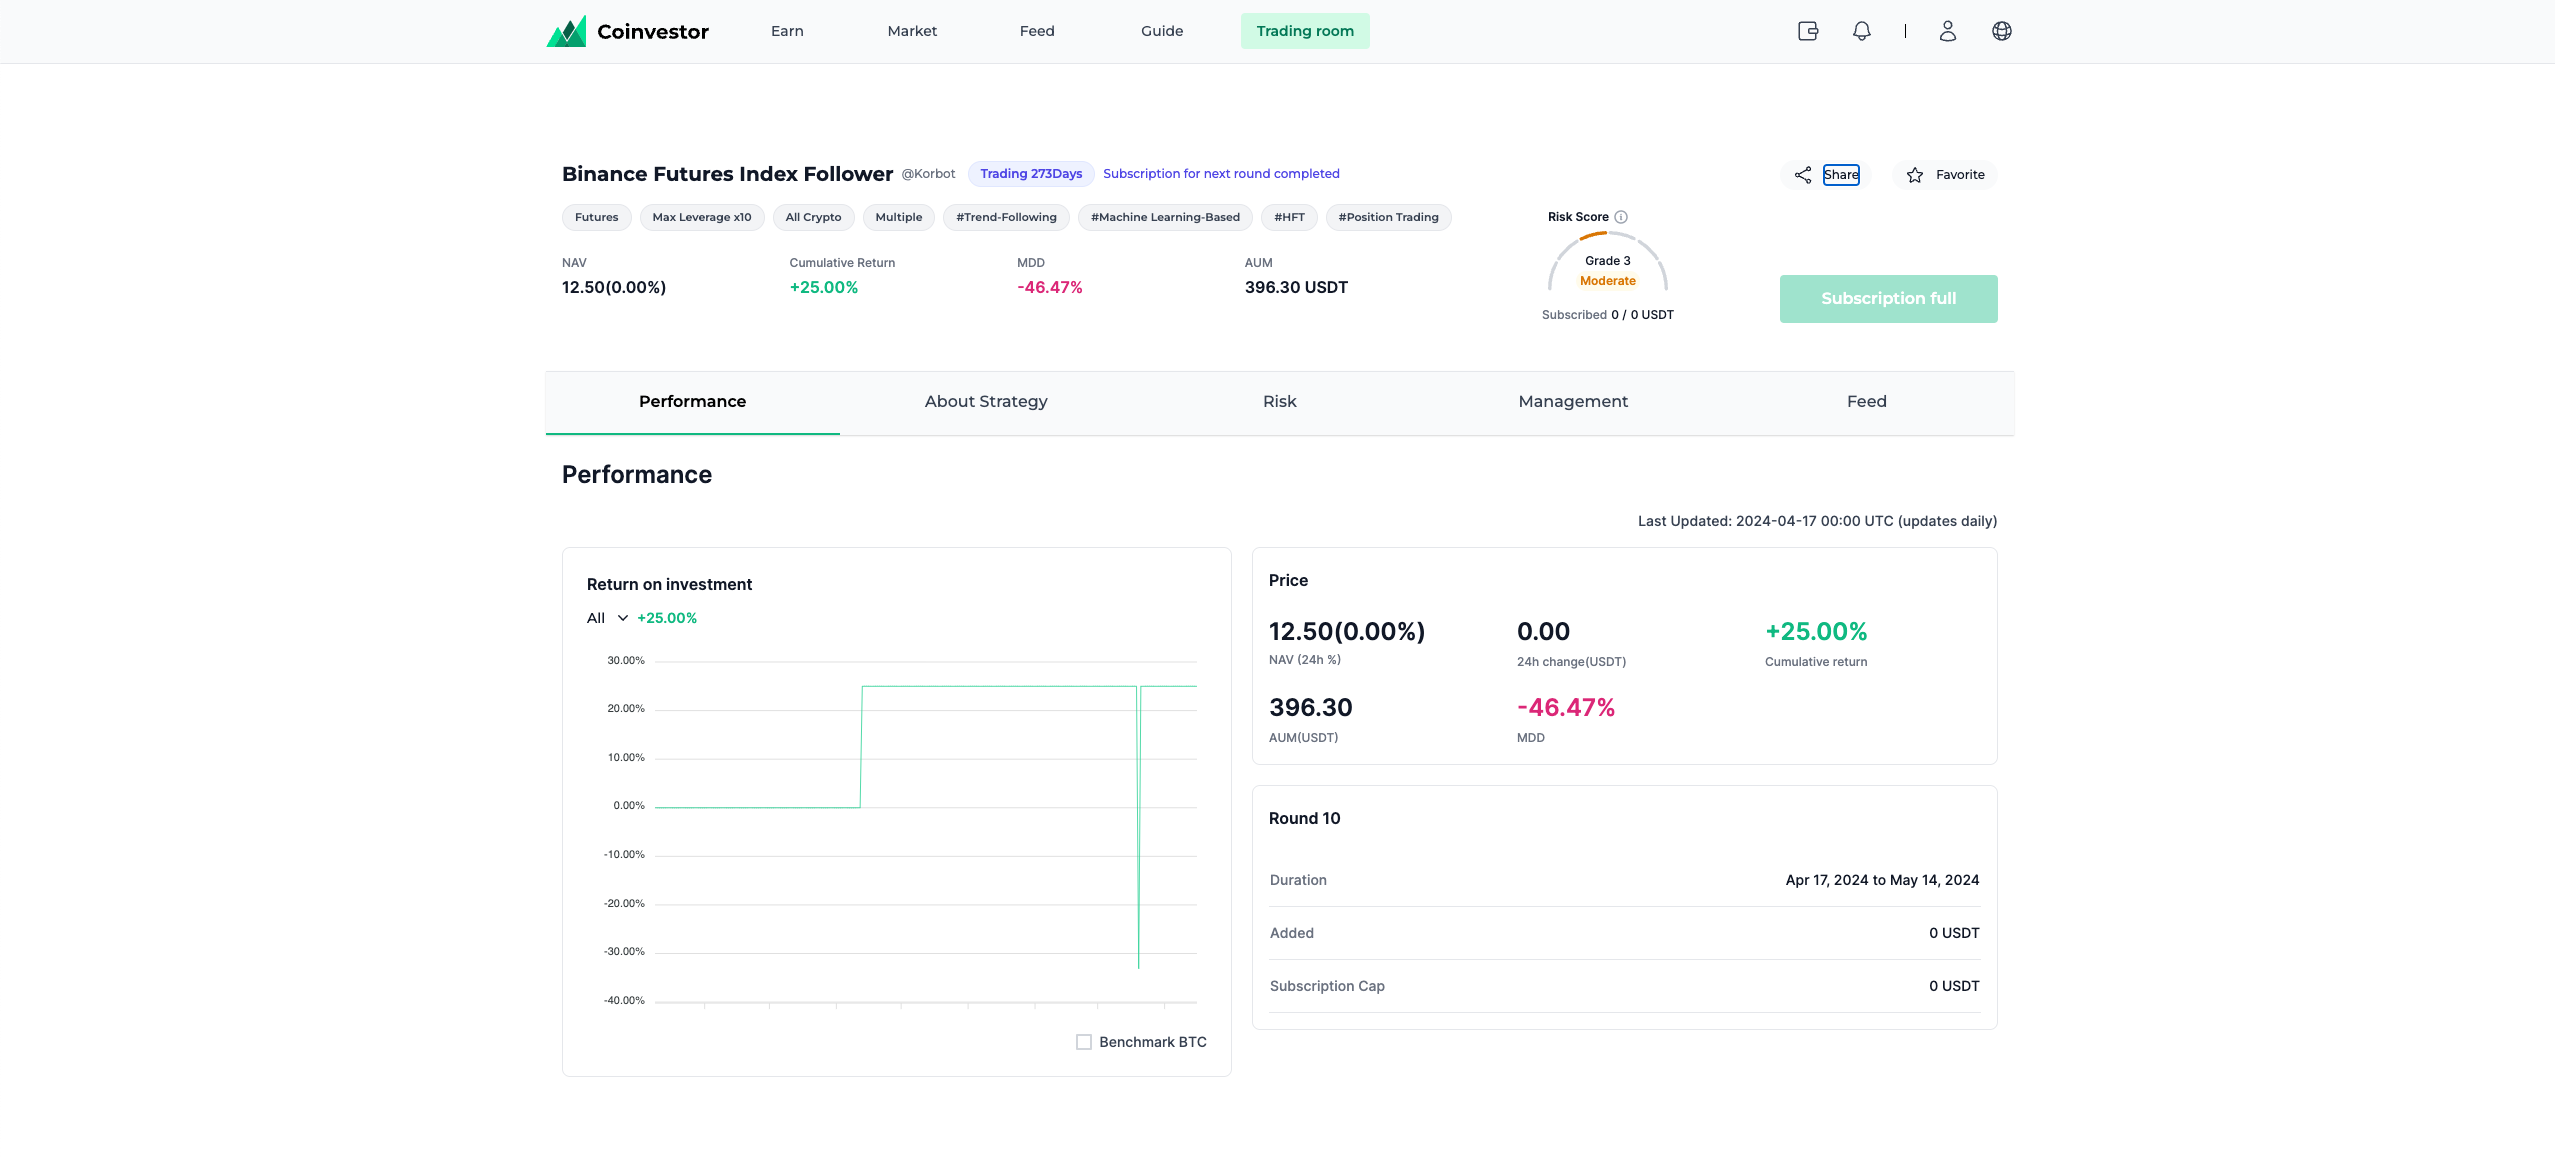 Coinvestor Earn Market Feed Guide Trading room
Binance Futures Index Follower @Korbot Trading 273Days Subscription for next round completed
Share Favorite
Futures Max Leverage x10 All Crypto Multiple #Trend-Following #Machine Learning-Based #HFT #Position Trading
Risk Score
NAV Cumulative Return MDD AUM
12.50(0.00%) +25.00% -46.47% 396.30 USDT
Grade 3
Moderate
Subscribed 0 / 0 USDT
Subscription full
Performance About Strategy Risk Management Feed
Performance
Last Updated: 2024-04-17 00:00 UTC (updates daily)
Return on investment
All +25.00%
30.00%
20.00%
10.00%
0.00%
-10.00%
-20.00%
-30.00%
-40.00%
Benchmark BTC
Price
12.50(0.00%) 0.00 +25.00%
NAV (24h %) 24h change(USDT) Cumulative return
396.30 -46.47%
AUM(USDT) MDD
Round 10
Duration Apr 17, 2024 to May 14, 2024
Added 0 USDT
Subscription Cap 0 USDT